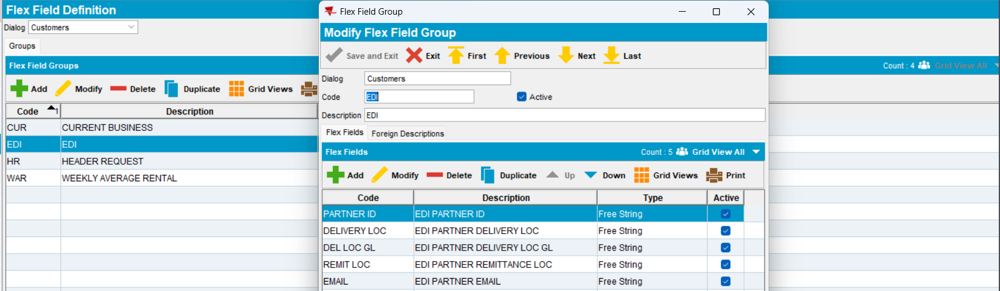 Flex Field Definition
Dialog Customers
Groups
Flex Field Groups
Count : 4 Grid View All
Add Modify Delete Duplicate Grid Views
Code 1 Description
CUR CURRENT BUSINESS
EDI EDI
HR HEADER REQUEST
WAR WEEKLY AVERAGE RENTAL
Flex Field Group
Modify Flex Field Group
Save and Exit Exit First Previous Next Last
Dialog Customers
Code EDI Active
Description EDI
Flex Fields Foreign Descriptions
Flex Fields Count : 5 Grid View All
Add Modify Delete Duplicate Up Down Grid Views Print
Code Description Type Active
PARTNER ID EDI PARTNER ID Free String
DELIVERY LOC EDI PARTNER DELIVERY LOC Free String
DEL LOC GL EDI PARTNER DELIVERY LOC GL Free String
REMIT LOC EDI PARTNER REMITTANCE LOC Free String
EMAIL EDI PARTNER EMAIL Free String